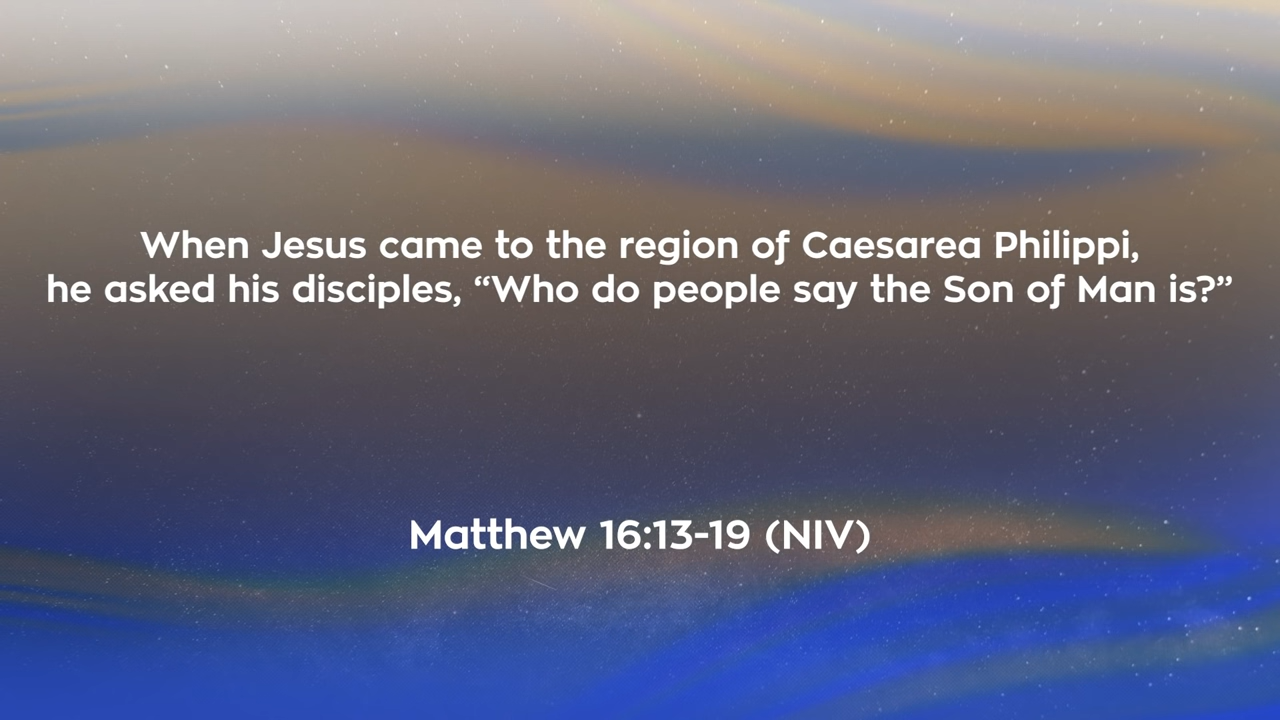 When Jesus came to the region of Caesarea Philippi,
he asked his disciples, “Who do people say the Son of Man is?”
Matthew 16:13-19 (NIV)